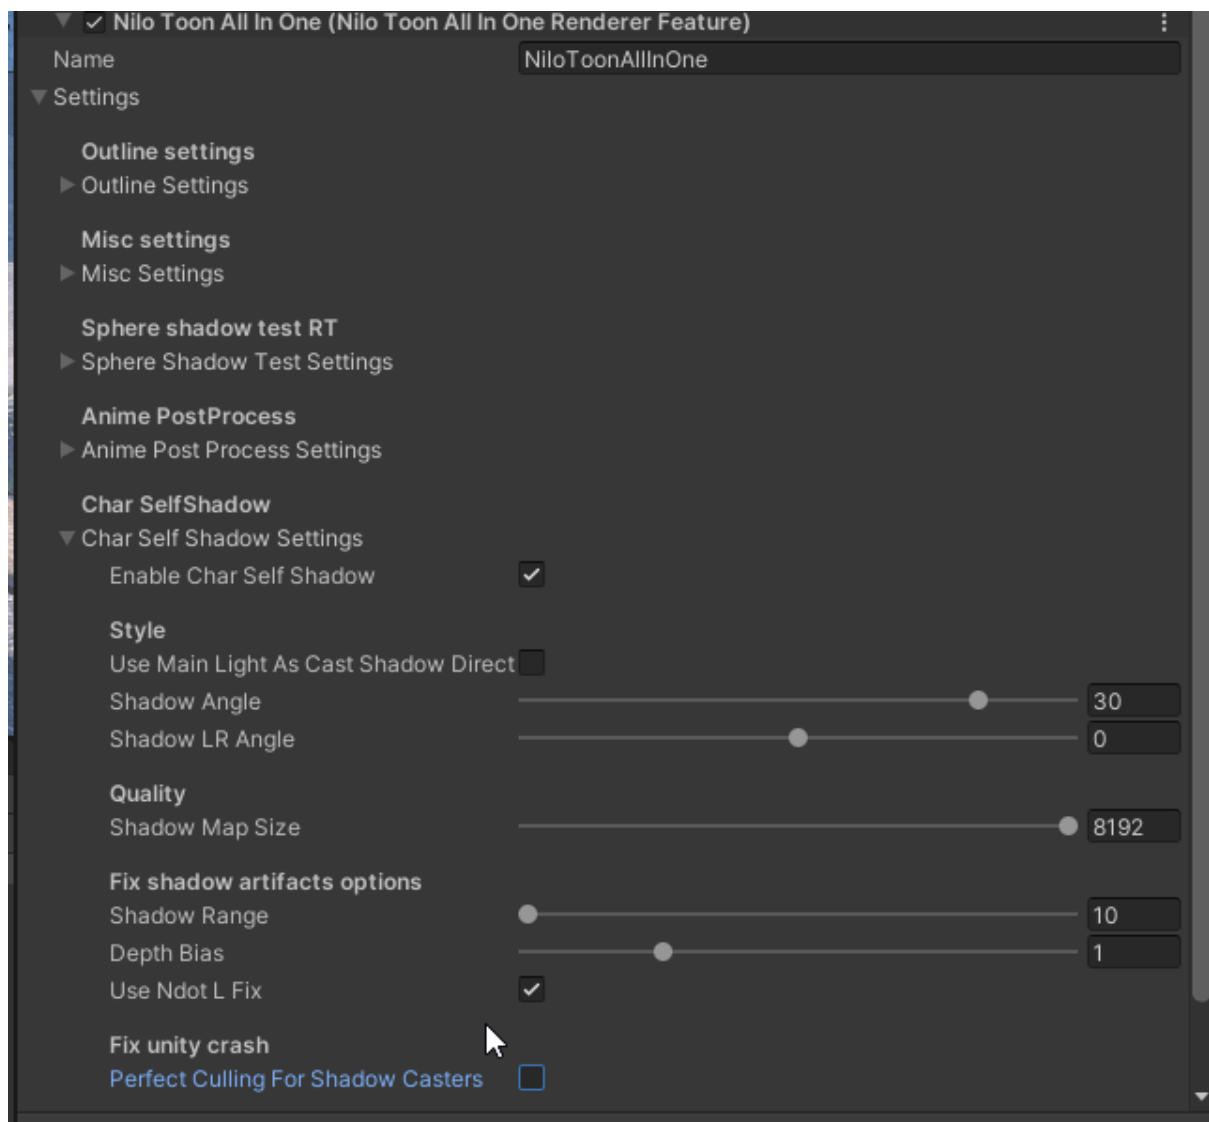 Nilo Toon All In One (Nilo Toon All In One Renderer Feature)
Name NiloToonAllInOne
Settings
Outline settings
Outline Settings
Misc settings
Misc Settings
Sphere shadow test RT
Sphere Shadow Test Settings
Anime PostProcess
Anime Post Process Settings
Char SelfShadow
Char Self Shadow Settings
Enable Char Self Shadow
Style
Use Main Light As Cast Shadow Direct
Shadow Angle 30
Shadow LR Angle 0
Quality
Shadow Map Size 8192
Fix shadow artifacts options
Shadow Range 10
Depth Bias 1
Use Ndot L Fix
Fix unity crash
Perfect Culling For Shadow Casters